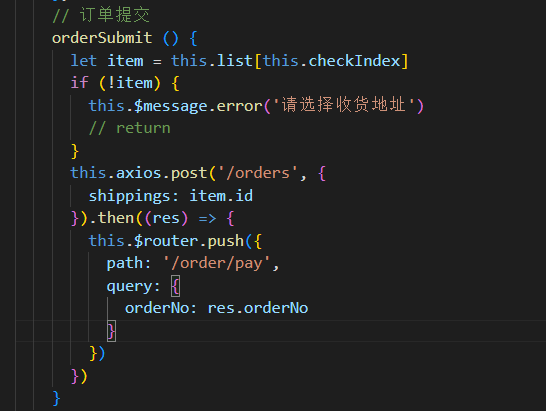 // 订单提交
orderSubmit () {
let item = this.list[this.checkIndex]
if (!item) {
this.$message.error('请选择收货地址')
// return
}
this.axios.post('/orders', {
shippings: item.id
}).then((res) => {
this.$router.push({
path: '/order/pay',
query: {
orderNo: res.orderNo
}
})
})
}